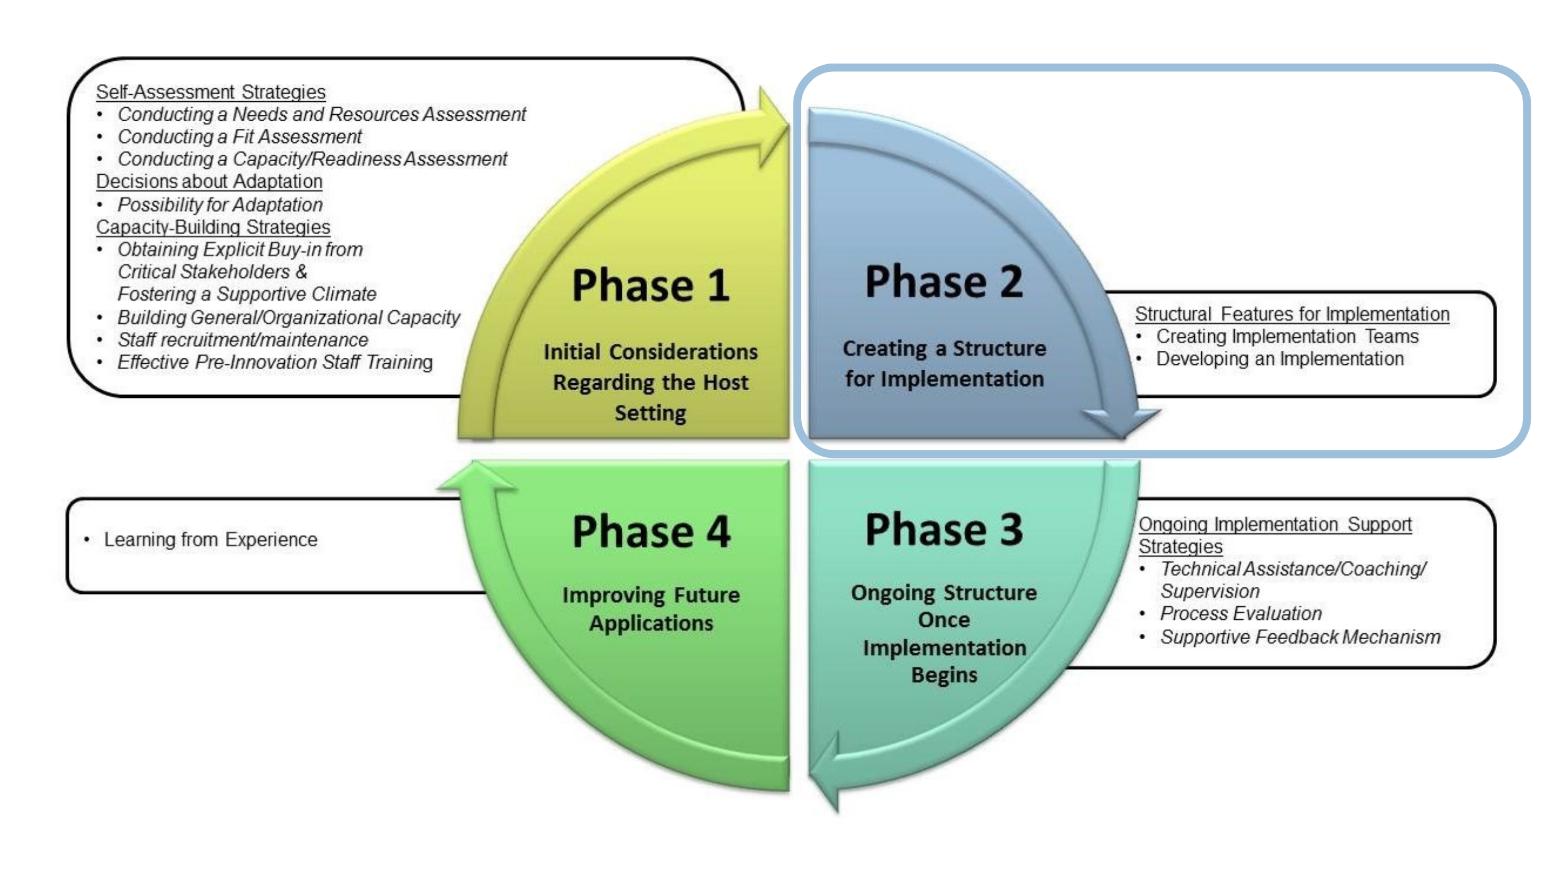 Self-Assessment Strategies
• Conducting a Needs and Resources Assessment
• Conducting a Fit Assessment
• Conducting a Capacity/Readiness Assessment
Decisions about Adaptation
• Possibility for Adaptation
Capacity-Building Strategies
• Obtaining Explicit Buy-in from
Critical Stakeholders &
Fostering a Supportive Climate
• Building General/Organizational Capacity
• Staff recruitment/maintenance
• Effective Pre-Innovation Staff Training
Phase 1
Initial Considerations
Regarding the Host
Setting
Phase 2
Creating a Structure
for Implementation
Structural Features for Implementation
• Creating Implementation Teams
• Developing an Implementation
Phase 3
Ongoing Structure
Once
Implementation
Begins
Ongoing Implementation Support
Strategies
• Technical Assistance/Coaching/
Supervision
• Process Evaluation
• Supportive Feedback Mechanism
Phase 4
Improving Future
Applications
• Learning from Experience